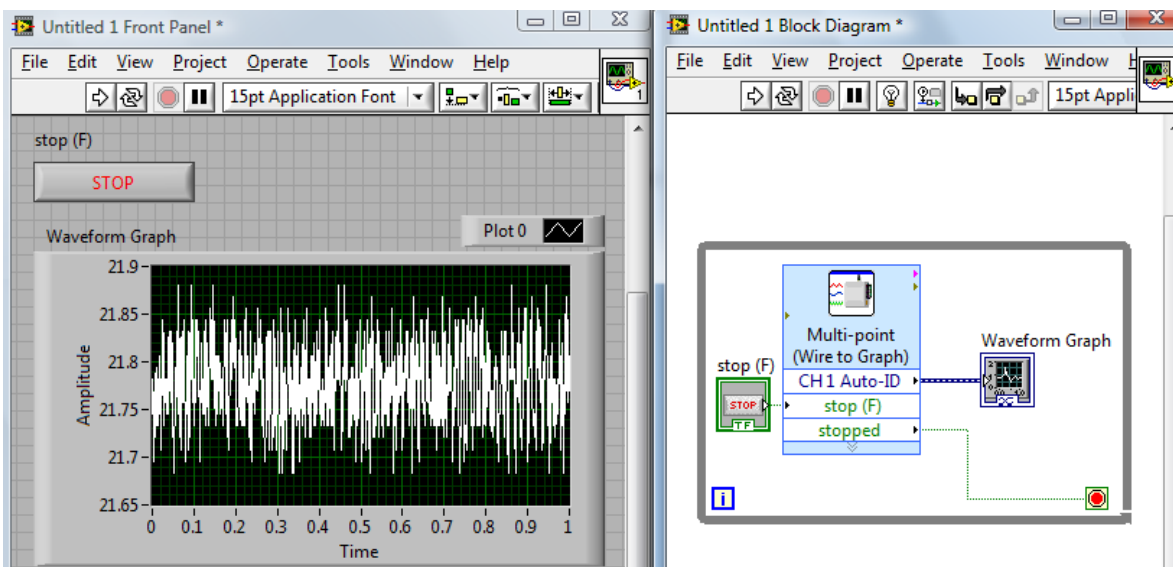 Untitled 1 Front Panel *
File Edit View Project Operate Tools Window Help
15pt Application Font
1
stop (F)
STOP
Waveform Graph
Plot 0
21.9
21.85
21.8
21.75
21.7
21.65
Amplitude
0 0.1 0.2 0.3 0.4 0.5 0.6 0.7 0.8 0.9 1
Time
Untitled 1 Block Diagram *
File Edit View Project Operate Tools Window H
15pt Appli
Multi-point
(Wire to Graph)
CH 1 Auto-ID
stop (F)
stopped
stop (F)
STOP
TF
Waveform Graph
i